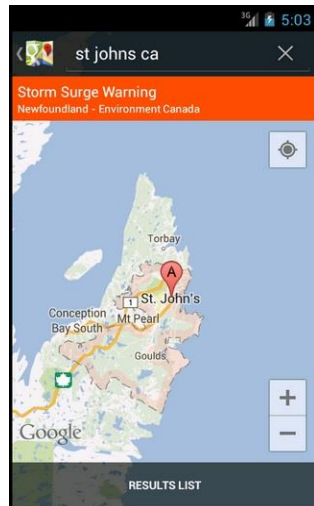 3G 5:03
st johns ca
Storm Surge Warning
Newfoundland - Environment Canada
Torbay
A
1 St. John's
Conception
Bay South
Mt Pearl
Goulds
Google
RESULTS LIST